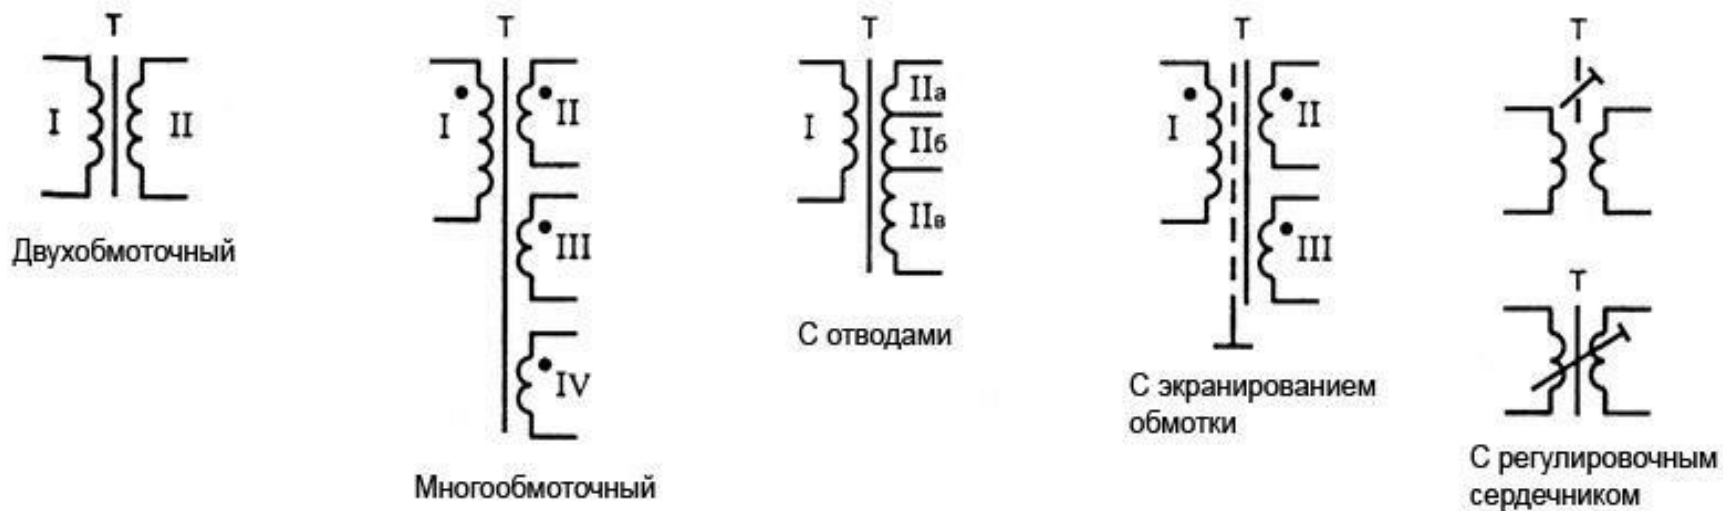 T
I
II
Двухобмоточный
T
I
II
III
IV
Многообмоточный
T
I
IIа
IIб
IIв
С отводами
T
I
II
III
С экранированием
обмотки
T
T
С регулировочным
сердечником